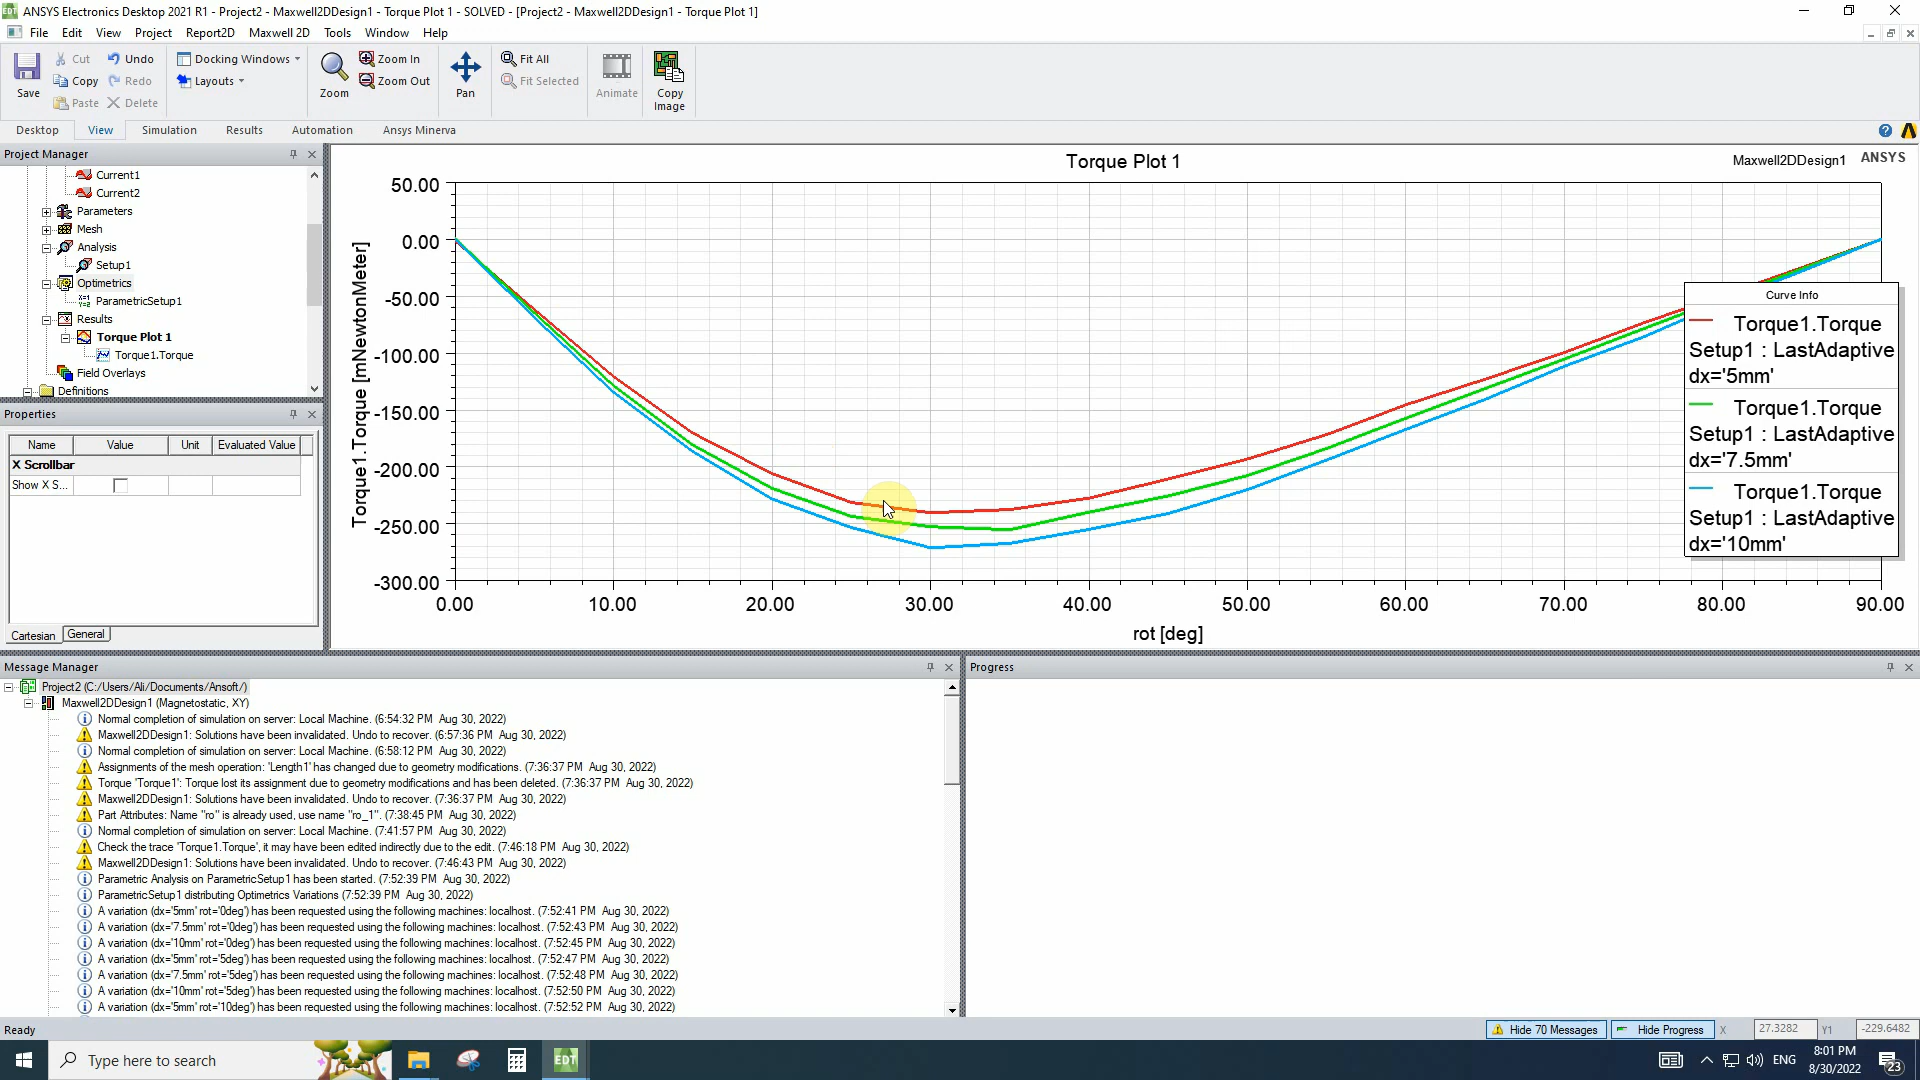 ANSYS Electronics Desktop 2021 R1 - Project2 - Maxwell2DDesign1 - Torque Plot 1 - SOLVED - [Project2 - Maxwell2DDesign1 - Torque Plot 1]
File Edit View Project Report2D Maxwell 2D Tools Window Help
Save
Cut
Copy
Paste
Undo
Redo
Delete
Docking Windows
Layouts
Zoom
Zoom In
Zoom Out
Pan
Fit All
Fit Selected
Animate
Copy
Image
Desktop View Simulation Results Automation Ansys Minerva
Project Manager
Current1
Current2
Parameters
Mesh
Analysis
Setup1
Optimetrics
ParametricSetup1
Results
Torque Plot 1
Torque1.Torque
Field Overlays
Definitions
Properties
Name Value Unit Evaluated Value
X Scrollbar
Show X S...
Cartesian General
Torque Plot 1
Maxwell2DDesign1 ANSYS
Torque1.Torque [mNewtonMeter]
50.00
0.00
-50.00
-100.00
-150.00
-200.00
-250.00
-300.00
0.00 10.00 20.00 30.00 40.00 50.00 60.00 70.00 80.00 90.00
rot [deg]
Curve Info
Torque1.Torque
Setup1 : LastAdaptive
dx='5mm'
Torque1.Torque
Setup1 : LastAdaptive
dx='7.5mm'
Torque1.Torque
Setup1 : LastAdaptive
dx='10mm'
Message Manager
Project2 (C:/Users/Ali/Documents/Ansoft/)
Maxwell2DDesign1 (Magnetostatic, XY)
Normal completion of simulation on server: Local Machine. (6:54:32 PM Aug 30, 2022)
Maxwell2DDesign1: Solutions have been invalidated. Undo to recover. (6:57:36 PM Aug 30, 2022)
Normal completion of simulation on server: Local Machine. (6:58:12 PM Aug 30, 2022)
Assignments of the mesh operation: 'Length1' has changed due to geometry modifications. (7:36:37 PM Aug 30, 2022)
Torque 'Torque1': Torque lost its assignment due to geometry modifications and has been deleted. (7:36:37 PM Aug 30, 2022)
Maxwell2DDesign1: Solutions have been invalidated. Undo to recover. (7:36:37 PM Aug 30, 2022)
Part Attributes: Name "ro" is already used, use name "ro_1". (7:38:45 PM Aug 30, 2022)
Normal completion of simulation on server: Local Machine. (7:41:57 PM Aug 30, 2022)
Check the trace 'Torque1.Torque', it may have been edited indirectly due to the edit. (7:46:18 PM Aug 30, 2022)
Maxwell2DDesign1: Solutions have been invalidated. Undo to recover. (7:46:43 PM Aug 30, 2022)
Parametric Analysis on ParametricSetup1 has been started. (7:52:39 PM Aug 30, 2022)
ParametricSetup1 distributing Optimetrics Variations (7:52:39 PM Aug 30, 2022)
A variation (dx='5mm' rot='0deg') has been requested using the following machines: localhost. (7:52:41 PM Aug 30, 2022)
A variation (dx='7.5mm' rot='0deg') has been requested using the following machines: localhost. (7:52:43 PM Aug 30, 2022)
A variation (dx='10mm' rot='0deg') has been requested using the following machines: localhost. (7:52:45 PM Aug 30, 2022)
A variation (dx='5mm' rot='5deg') has been requested using the following machines: localhost. (7:52:47 PM Aug 30, 2022)
A variation (dx='7.5mm' rot='5deg') has been requested using the following machines: localhost. (7:52:48 PM Aug 30, 2022)
A variation (dx='10mm' rot='5deg') has been requested using the following machines: localhost. (7:52:50 PM Aug 30, 2022)
A variation (dx='5mm' rot='10deg') has been requested using the following machines: localhost. (7:52:52 PM Aug 30, 2022)
Progress
Ready
Hide 70 Messages Hide Progress X 27.3282 Y1 -229.6482
Type here to search
EDT
ENG
8:01 PM
8/30/2022
23